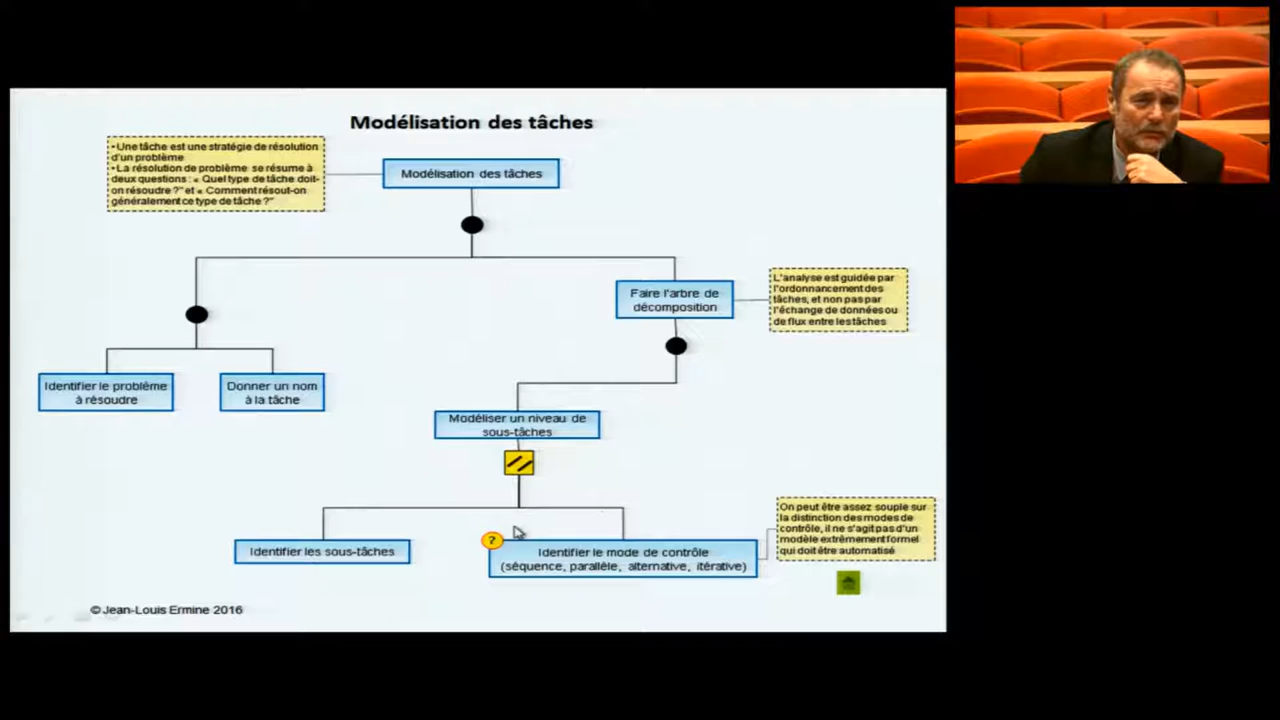 Modélisation des tâches
• Une tâche est une stratégie de résolution
d'un problème
• La résolution de problème se résume à
deux questions : « Quel type de tâche doit-
on résoudre ?" et « Comment résout-on
généralement ce type de tâche ?"
Modélisation des tâches
Faire l'arbre de
décomposition
L'analyse est guidée par
l'ordonnancement des
tâches, et non pas par
l'échange de données ou
de flux entre les tâches
Identifier le problème
à résoudre
Donner un nom
à la tâche
Modéliser un niveau de
sous-tâches
Identifier les sous-tâches
?
Identifier le mode de contrôle
(séquence, parallèle, alternative, itérative)
On peut être assez souple sur
la distinction des modes de
contrôle, il ne s'agit pas d'un
modèle extrêmement formel
qui doit être automatisé
© Jean-Louis Ermine 2016